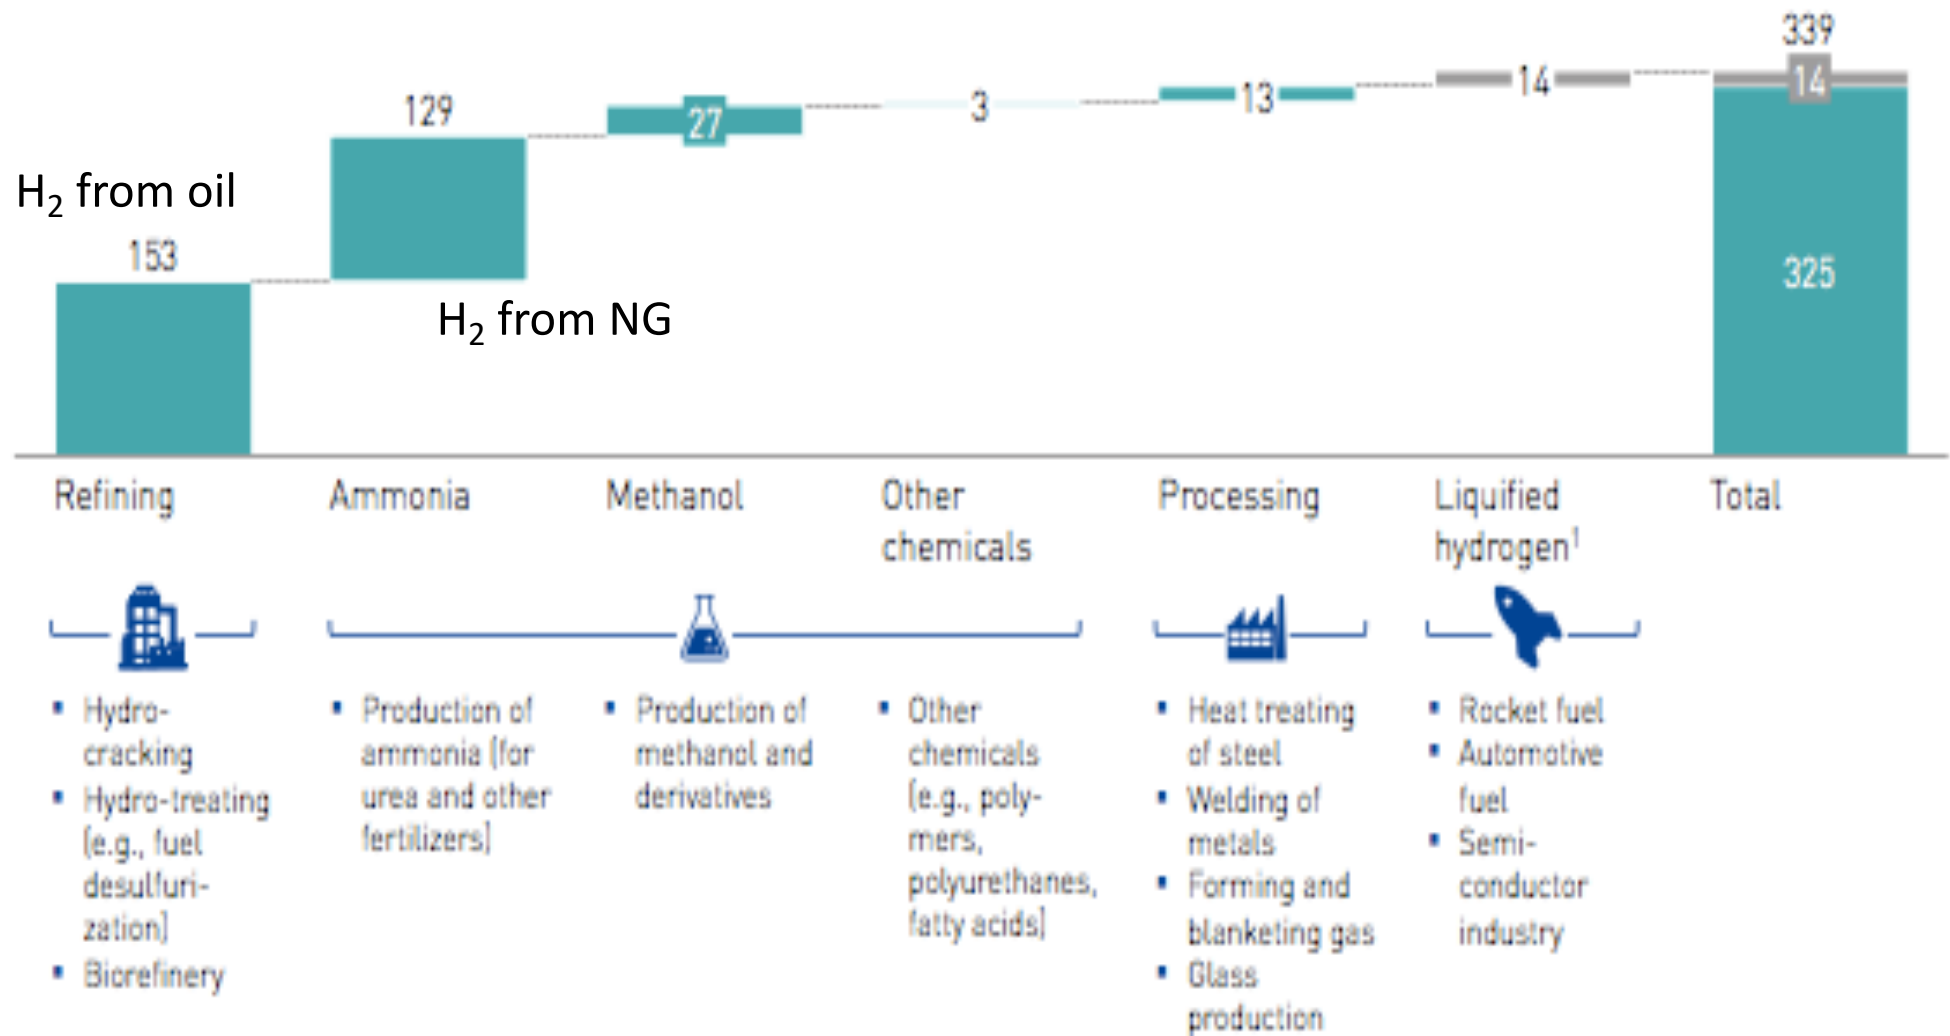 339
14
129
27
3
13
14
H₂ from oil
153
325
H₂ from NG
Refining
Ammonia
Methanol
Other
chemicals
Processing
Liquified
hydrogen¹
Total
Hydro-
cracking
Hydro-treating
(e.g., fuel
desulfuri-
zation)
Biorefinery
Production of
ammonia (for
urea and other
fertilizers)
Production of
methanol and
derivatives
Other
chemicals
(e.g., poly-
mers,
polyurethanes,
fatty acids)
Heat treating
of steel
Welding of
metals
Forming and
blanketing gas
Glass
production
Rocket fuel
Automotive
fuel
Semi-
conductor
industry